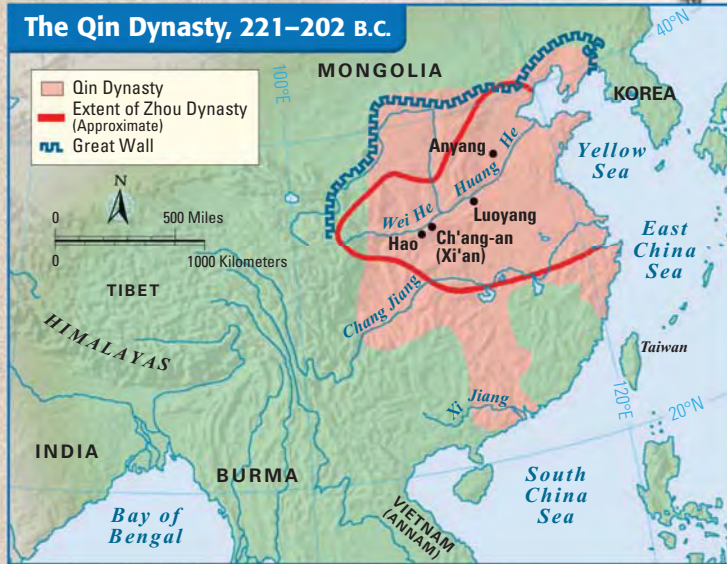 The Qin Dynasty, 221–202 B.C.
Qin Dynasty
Extent of Zhou Dynasty
(Approximate)
Great Wall
N
0 500 Miles
0 1000 Kilometers
100°E
40°N
MONGOLIA
KOREA
Anyang
Huang He
Yellow
Sea
Wei He
Luoyang
Hao
Ch'ang-an
(Xi'an)
East
China
Sea
TIBET
Chang Jiang
HIMALAYAS
Taiwan
120°E
20°N
Xi Jiang
INDIA
BURMA
VIETNAM
(ANNAM)
South
China
Sea
Bay of
Bengal